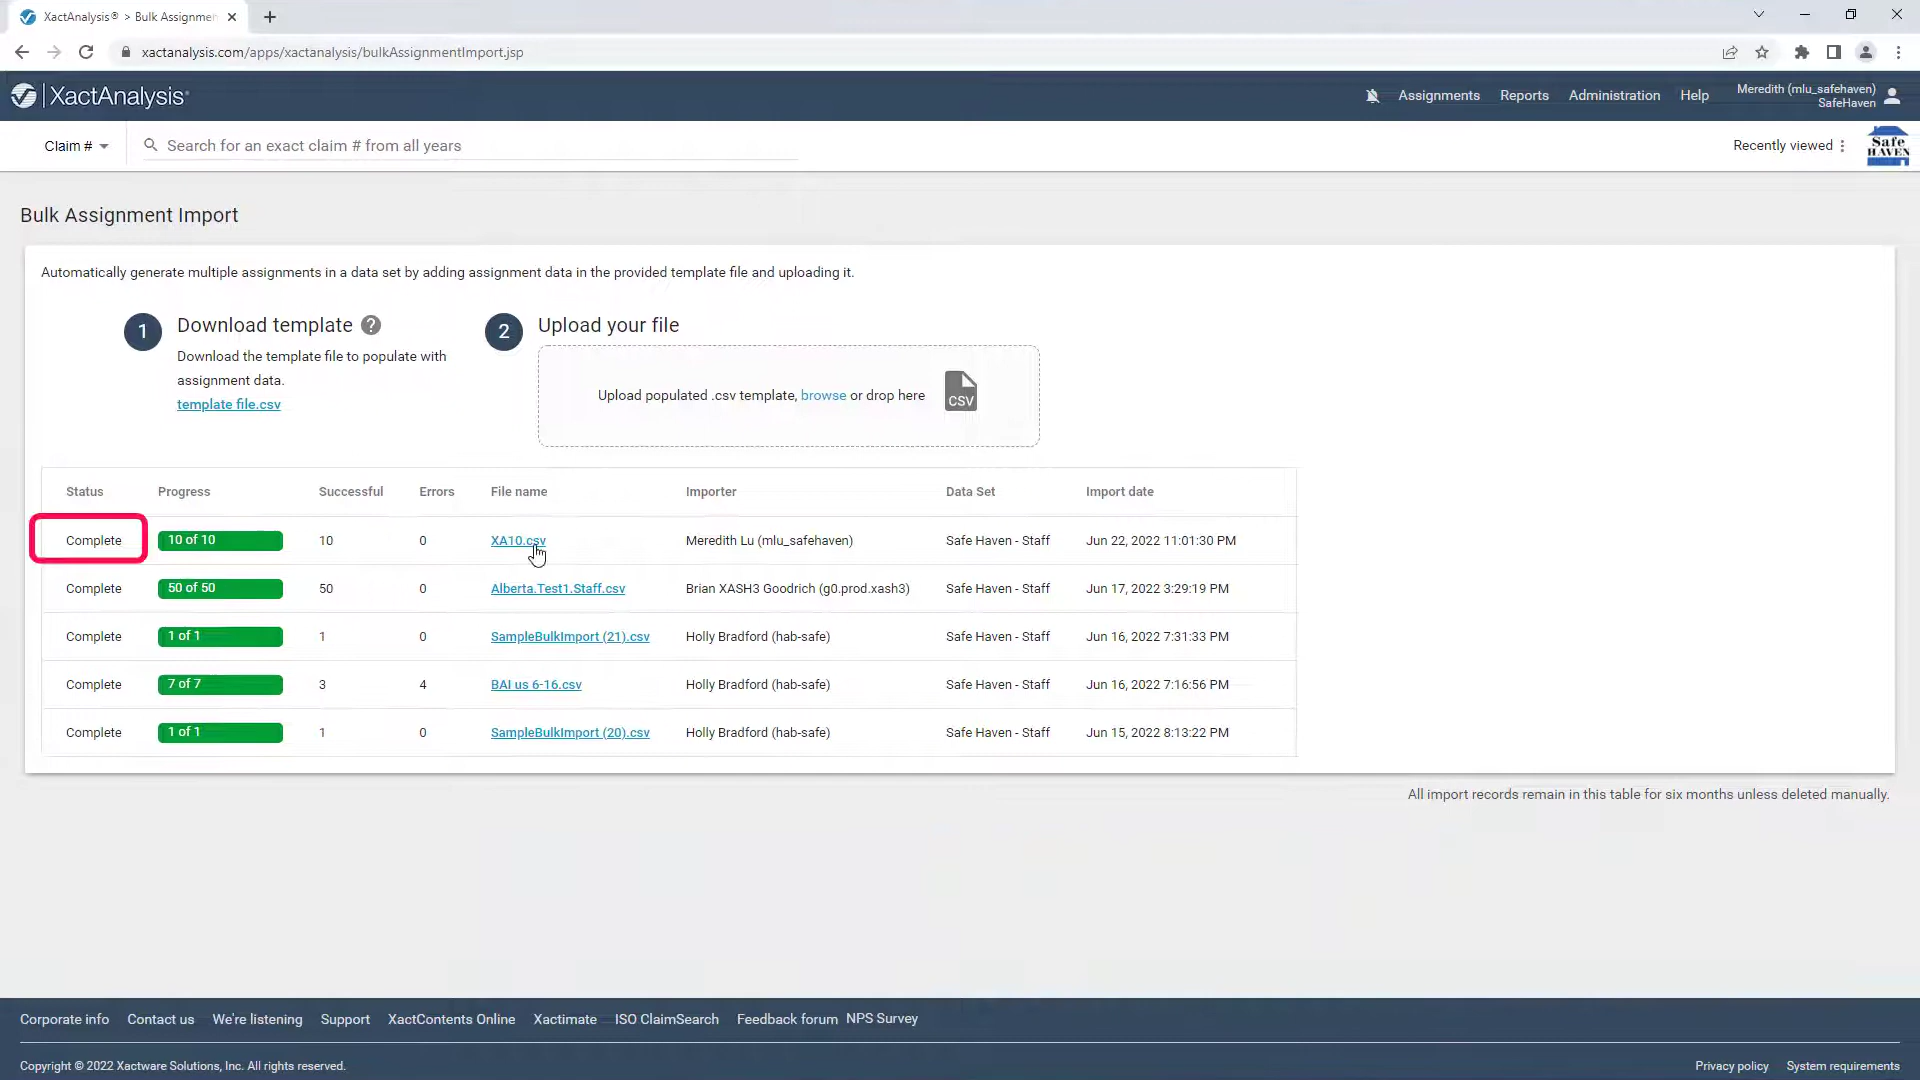 XactAnalysis® > Bulk Assignmen
xactanalysis.com/apps/xactanalysis/bulkAssignmentImport.jsp
XactAnalysis®
Assignments Reports Administration Help
Meredith (mlu_safehaven)
SafeHaven
Claim #
Search for an exact claim # from all years
Recently viewed
Safe
HAVEN
Bulk Assignment Import
Automatically generate multiple assignments in a data set by adding assignment data in the provided template file and uploading it.
1 Download template ?
Download the template file to populate with
assignment data.
template file.csv
2 Upload your file
Upload populated .csv template, browse or drop here
CSV
Status Progress Successful Errors File name Importer Data Set Import date
Complete 10 of 10 10 0 XA10.csv Meredith Lu (mlu_safehaven) Safe Haven - Staff Jun 22, 2022 11:01:30 PM
Complete 50 of 50 50 0 Alberta.Test1.Staff.csv Brian XASH3 Goodrich (g0.prod.xash3) Safe Haven - Staff Jun 17, 2022 3:29:19 PM
Complete 1 of 1 1 0 SampleBulkImport (21).csv Holly Bradford (hab-safe) Safe Haven - Staff Jun 16, 2022 7:31:33 PM
Complete 7 of 7 3 4 BAI us 6-16.csv Holly Bradford (hab-safe) Safe Haven - Staff Jun 16, 2022 7:16:56 PM
Complete 1 of 1 1 0 SampleBulkImport (20).csv Holly Bradford (hab-safe) Safe Haven - Staff Jun 15, 2022 8:13:22 PM
All import records remain in this table for six months unless deleted manually.
Corporate info Contact us We're listening Support XactContents Online Xactimate ISO ClaimSearch Feedback forum NPS Survey
Copyright © 2022 Xactware Solutions, Inc. All rights reserved.
Privacy policy System requirements